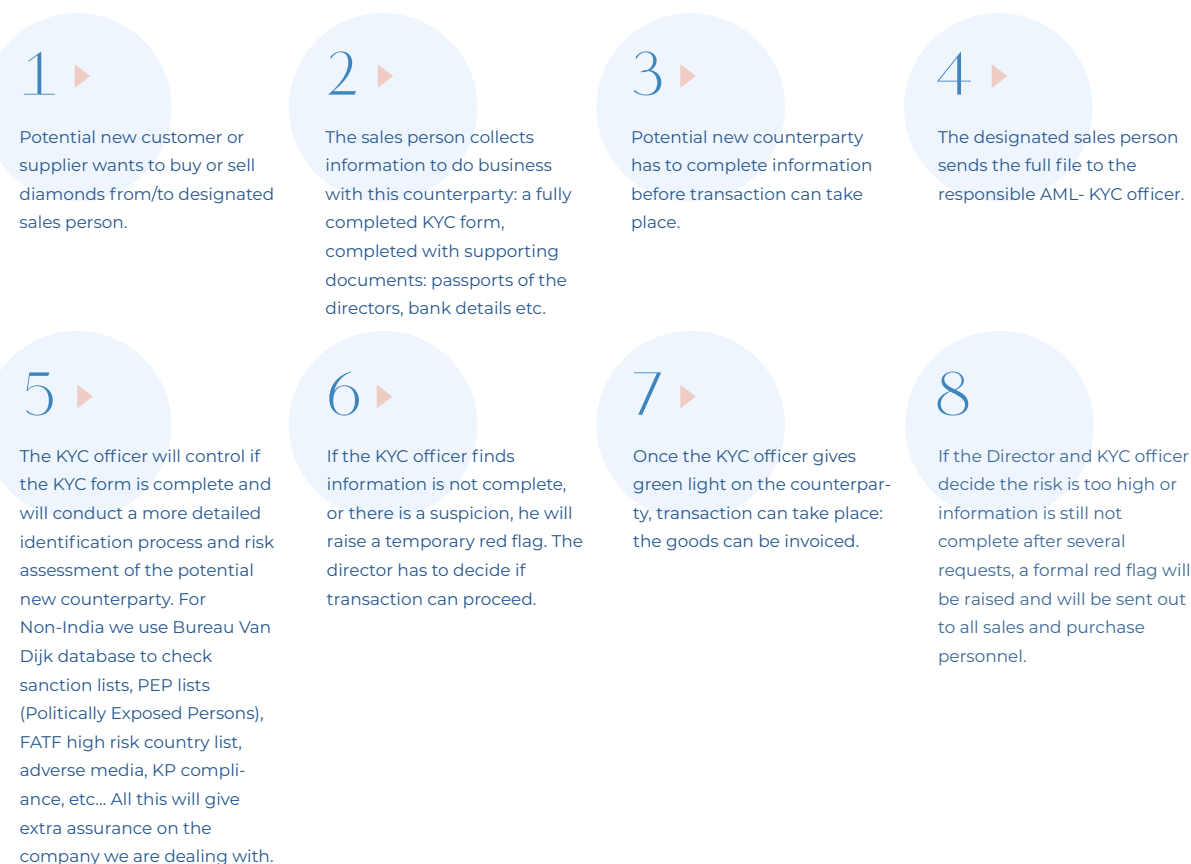 1
Potential new customer or
supplier wants to buy or sell
diamonds from/to designated
sales person.
2
The sales person collects
information to do business
with this counterparty: a fully
completed KYC form,
completed with supporting
documents: passports of the
directors, bank details etc.
3
Potential new counterparty
has to complete information
before transaction can take
place.
4
The designated sales person
sends the full file to the
responsible AML- KYC officer.
5
The KYC officer will control if
the KYC form is complete and
will conduct a more detailed
identification process and risk
assessment of the potential
new counterparty. For
Non-India we use Bureau Van
Dijk database to check
sanction lists, PEP lists
(Politically Exposed Persons),
FATF high risk country list,
adverse media, KP compli-
ance, etc... All this will give
extra assurance on the
company we are dealing with.
6
If the KYC officer finds
information is not complete,
or there is a suspicion, he will
raise a temporary red flag. The
director has to decide if
transaction can proceed.
7
Once the KYC officer gives
green light on the counterpar-
ty, transaction can take place:
the goods can be invoiced.
8
If the Director and KYC officer
decide the risk is too high or
information is still not
complete after several
requests, a formal red flag will
be raised and will be sent out
to all sales and purchase
personnel.